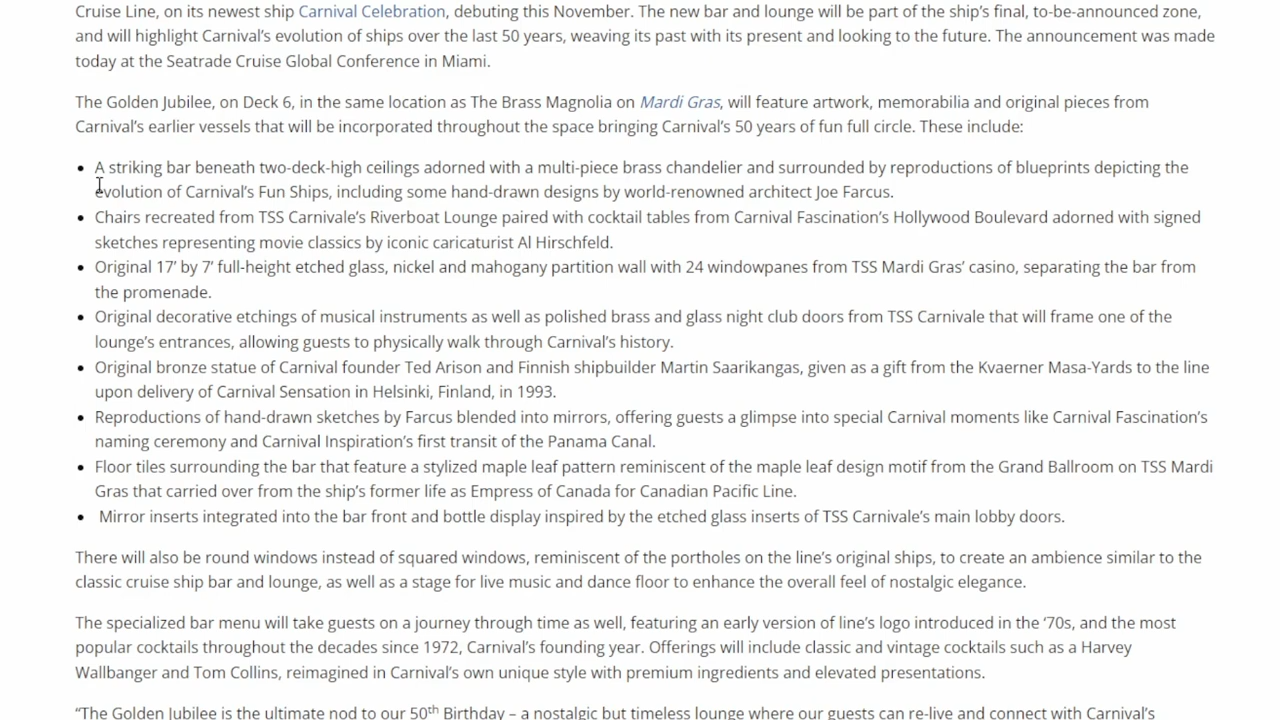 Cruise Line, on its newest ship Carnival Celebration, debuting this November. The new bar and lounge will be part of the ship's final, to-be-announced zone,
and will highlight Carnival's evolution of ships over the last 50 years, weaving its past with its present and looking to the future. The announcement was made
today at the Seatrade Cruise Global Conference in Miami.
The Golden Jubilee, on Deck 6, in the same location as The Brass Magnolia on Mardi Gras, will feature artwork, memorabilia and original pieces from
Carnival's earlier vessels that will be incorporated throughout the space bringing Carnival's 50 years of fun full circle. These include:
• A striking bar beneath two-deck-high ceilings adorned with a multi-piece brass chandelier and surrounded by reproductions of blueprints depicting the
evolution of Carnival's Fun Ships, including some hand-drawn designs by world-renowned architect Joe Farcus.
• Chairs recreated from TSS Carnivale's Riverboat Lounge paired with cocktail tables from Carnival Fascination's Hollywood Boulevard adorned with signed
sketches representing movie classics by iconic caricaturist Al Hirschfeld.
• Original 17' by 7' full-height etched glass, nickel and mahogany partition wall with 24 windowpanes from TSS Mardi Gras' casino, separating the bar from
the promenade.
• Original decorative etchings of musical instruments as well as polished brass and glass night club doors from TSS Carnivale that will frame one of the
lounge's entrances, allowing guests to physically walk through Carnival's history.
• Original bronze statue of Carnival founder Ted Arison and Finnish shipbuilder Martin Saarikangas, given as a gift from the Kvaerner Masa-Yards to the line
upon delivery of Carnival Sensation in Helsinki, Finland, in 1993.
• Reproductions of hand-drawn sketches by Farcus blended into mirrors, offering guests a glimpse into special Carnival moments like Carnival Fascination's
naming ceremony and Carnival Inspiration's first transit of the Panama Canal.
• Floor tiles surrounding the bar that feature a stylized maple leaf pattern reminiscent of the maple leaf design motif from the Grand Ballroom on TSS Mardi
Gras that carried over from the ship's former life as Empress of Canada for Canadian Pacific Line.
• Mirror inserts integrated into the bar front and bottle display inspired by the etched glass inserts of TSS Carnivale's main lobby doors.
There will also be round windows instead of squared windows, reminiscent of the portholes on the line's original ships, to create an ambience similar to the
classic cruise ship bar and lounge, as well as a stage for live music and dance floor to enhance the overall feel of nostalgic elegance.
The specialized bar menu will take guests on a journey through time as well, featuring an early version of line's logo introduced in the '70s, and the most
popular cocktails throughout the decades since 1972, Carnival's founding year. Offerings will include classic and vintage cocktails such as a Harvey
Wallbanger and Tom Collins, reimagined in Carnival's own unique style with premium ingredients and elevated presentations.
"The Golden Jubilee is the ultimate nod to our 50th Birthday – a nostalgic but timeless lounge where our guests can re-live and connect with Carnival's